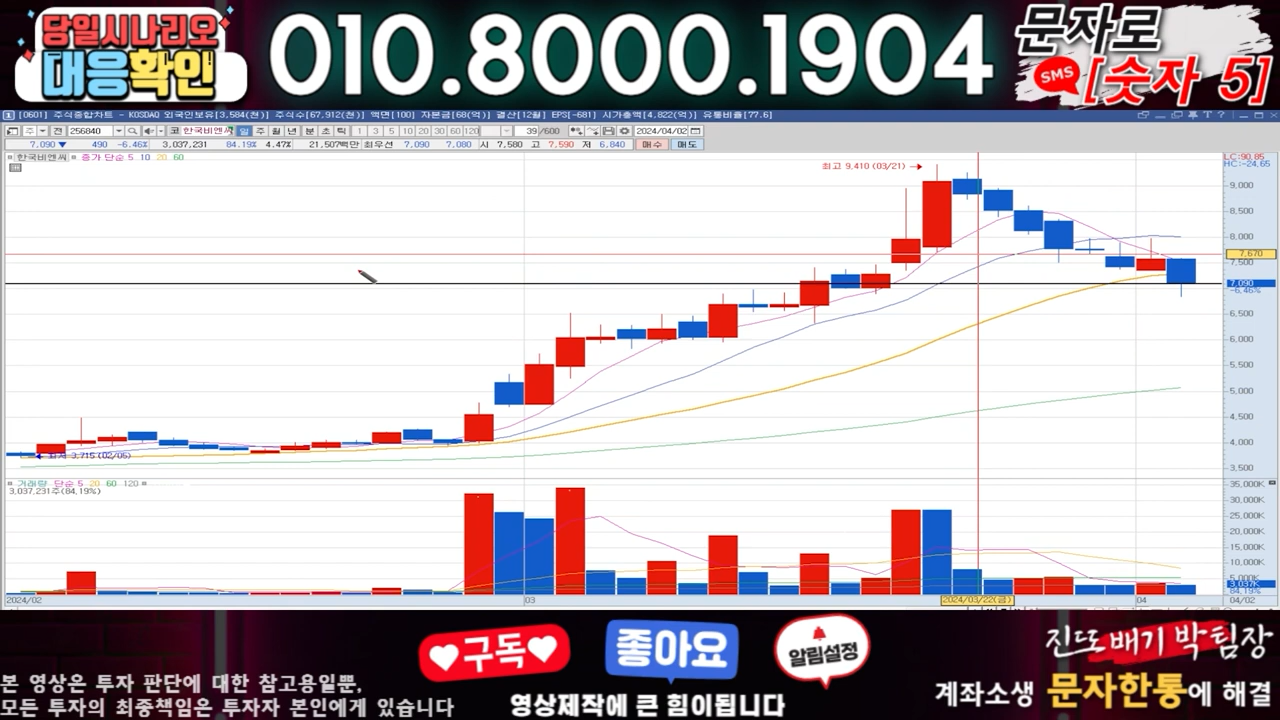 당일시나리오
대응확인
010.8000.1904
문자로
SMS
[숫자 5]
[0601] 주식종합차트 - KOSDAQ 외국인보유[3,584(천)] 주식수[67,912(천)] 액면[100] 자본금[68(억)] 결산[12월] EPS[-681] 시가총액[4,822(억)] 유통비율[77.6]
주 전 256840 코 한국비엔씨 일 주 월 년 분 초 틱 1 3 5 10 20 30 60 120 39 /600 2024/04/02
7,090 ▼ 490 -6.46% 3,037,231 84.19% 4.47% 21,507백만 최우선 7,090 7,080 시 7,580 고 7,590 저 6,840 매수 매도
한국비엔씨 종가 단순 5 10 20 60
LC:90.85
HC:-24.65
최고 9,410 (03/21) →
9,000
8,500
8,000
7,670
7,500
7,090
-6.46%
6,500
6,000
5,500
5,000
4,500
4,000
3,500
← 최저 3,715 (02/05)
거래량 단순 5 20 60 120
3,037,231주(84.19%)
35,000K
30,000K
25,000K
20,000K
15,000K
10,000K
5,000K
3,037K
84.19%
2024/02 03 2024/03/22(금) 04 04/02
구독
좋아요
알림설정
영상제작에 큰 힘이됩니다
본 영상은 투자 판단에 대한 참고용일뿐,
모든 투자의 최종책임은 투자자 본인에게 있습니다
진또배기 박팀장
계좌소생 문자한통에 해결